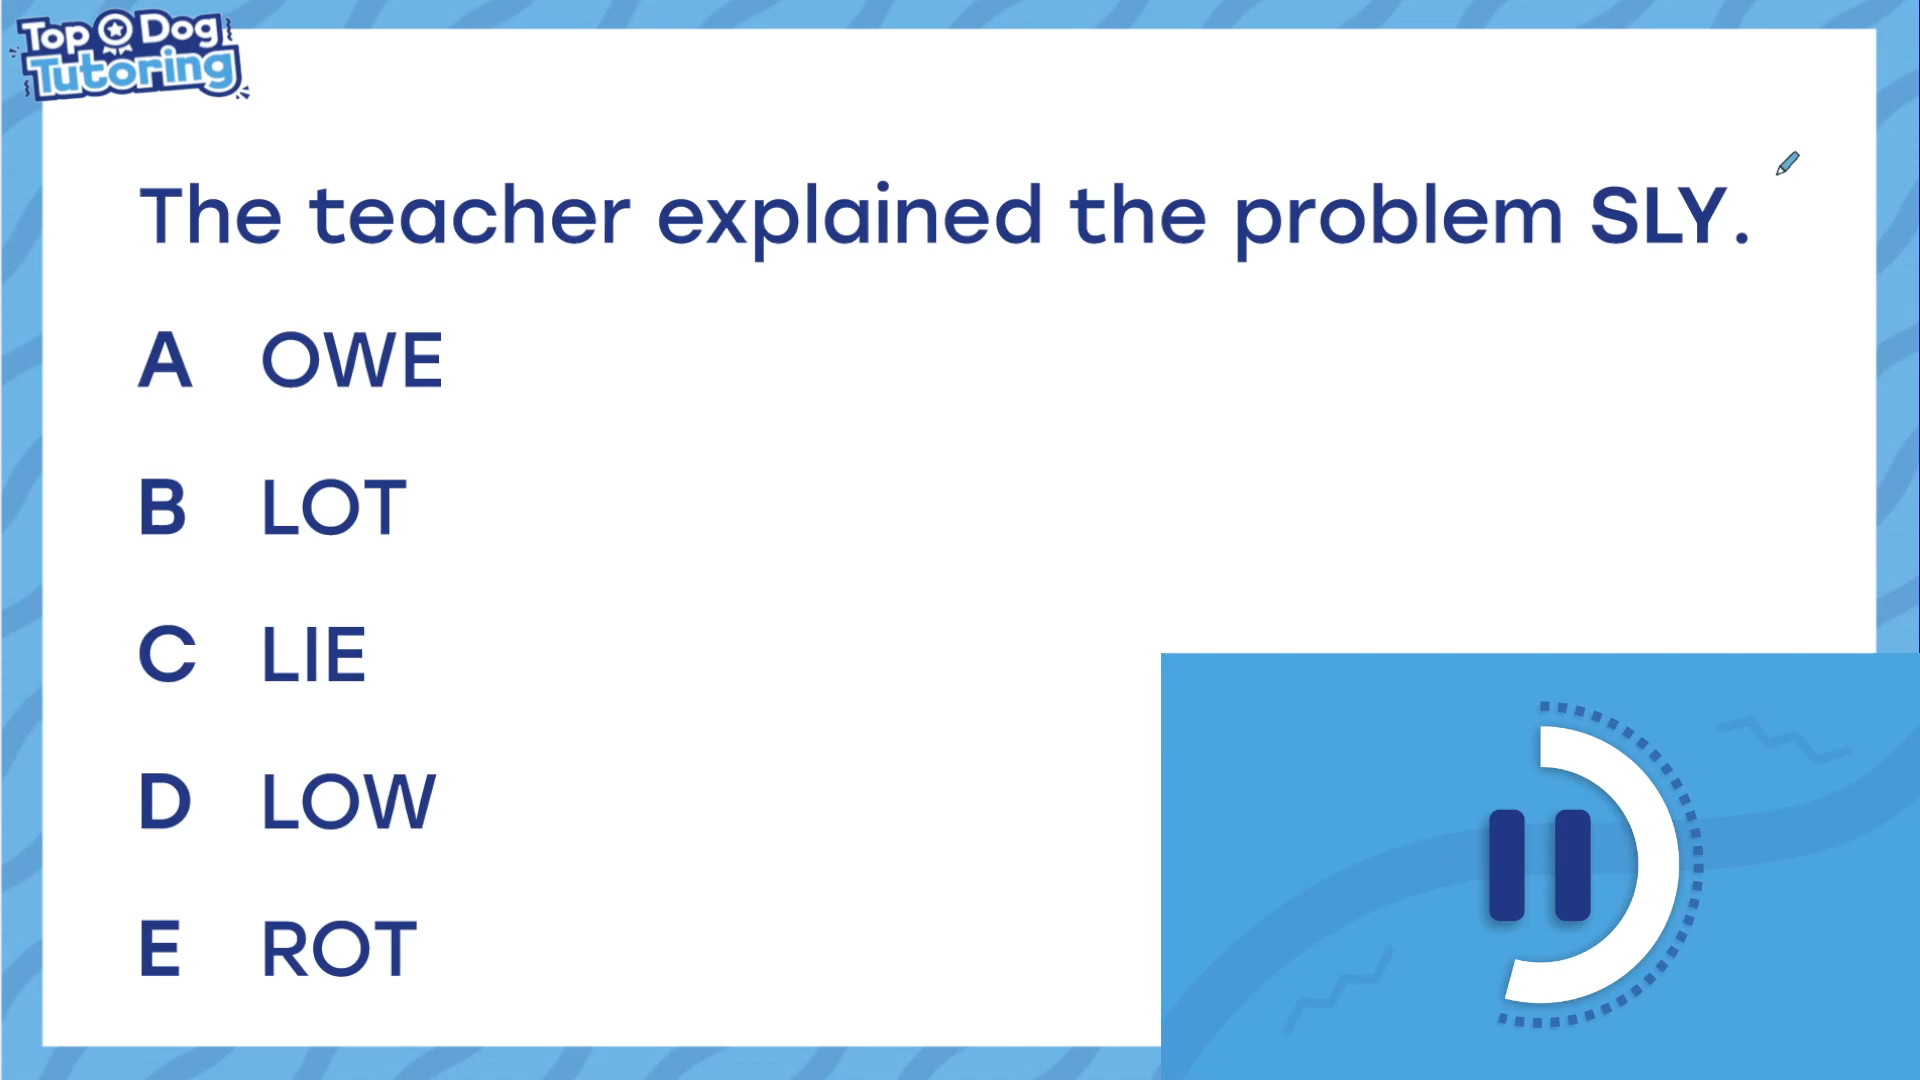 Top Dog
Tutoring
The teacher explained the problem SLY.
A OWE
B LOT
C LIE
D LOW
E ROT